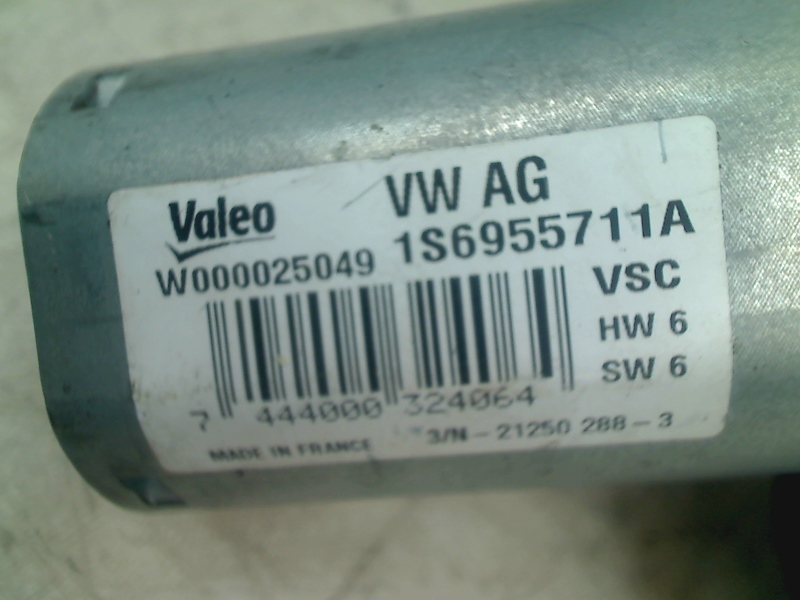 Valeo
VW AG
W000025049
1S6955711A
VSC
HW 6
SW 6
7 444000 324064
MADE IN FRANCE
3/N - 21250 288 - 3